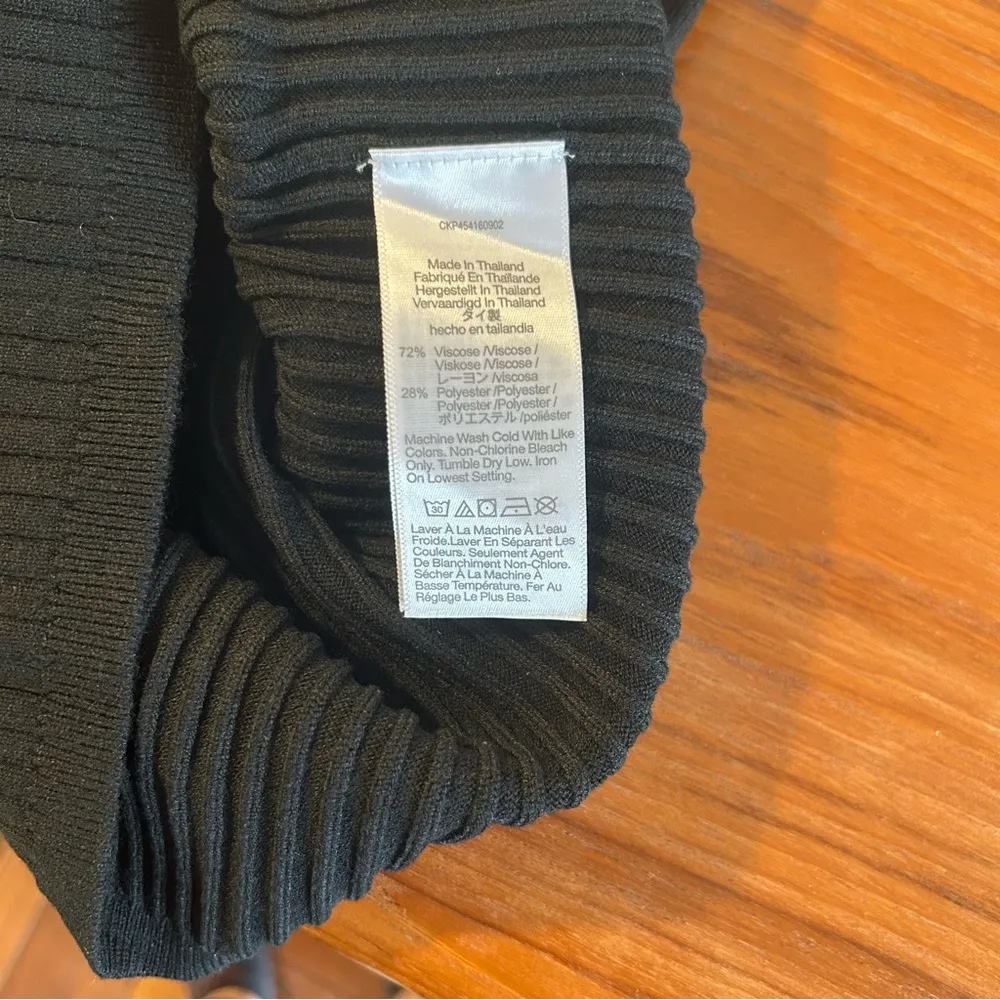 CKP454160902
Made In Thailand
Fabriqué En Thaïlande
Hergestellt In Thailand
Vervaardigd In Thailand
タイ製
hecho en tailandia
72% Viscose /Viscose /
Viskose /Viscose /
レーヨン /viscosa
28% Polyester /Polyester /
Polyester /Polyester /
ポリエステル /poliéster
Machine Wash Cold With Like
Colors. Non-Chlorine Bleach
Only. Tumble Dry Low. Iron
On Lowest Setting.
30
Laver À La Machine À L'eau
Froide.Laver En Séparant Les
Couleurs. Seulement Agent
De Blanchiment Non-Chlore.
Sécher À La Machine À
Basse Température. Fer Au
Réglage Le Plus Bas.